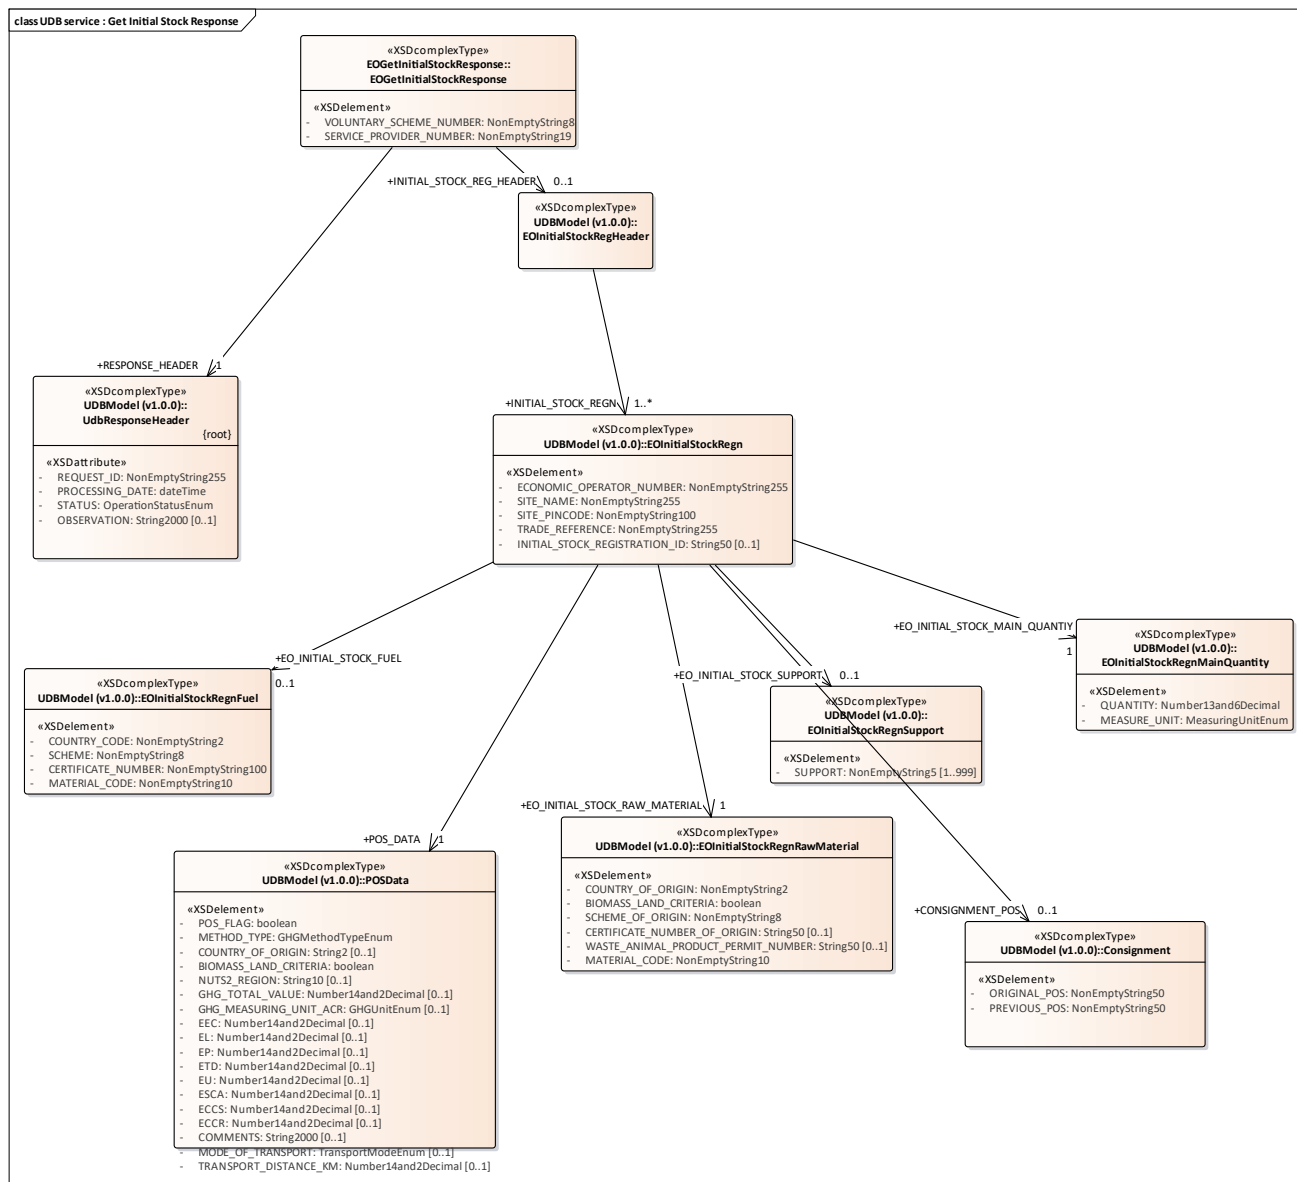 class UDB service : Get Initial Stock Response
«XSDcomplexType»
EOGetInitialStockResponse::
EOGetInitialStockResponse
«XSDelement»
- VOLUNTARY_SCHEME_NUMBER: NonEmptyString8
- SERVICE_PROVIDER_NUMBER: NonEmptyString19
+INITIAL_STOCK_REG_HEADER 0..1
«XSDcomplexType»
UDBModel (v1.0.0)::
EOInitialStockRegHeader
+RESPONSE_HEADER 1
«XSDcomplexType»
UDBModel (v1.0.0)::
UdbResponseHeader
{root}
«XSDattribute»
- REQUEST_ID: NonEmptyString255
- PROCESSING_DATE: dateTime
- STATUS: OperationStatusEnum
- OBSERVATION: String2000 [0..1]
+INITIAL_STOCK_REGN 1..*
«XSDcomplexType»
UDBModel (v1.0.0)::EOInitialStockRegn
«XSDelement»
- ECONOMIC_OPERATOR_NUMBER: NonEmptyString255
- SITE_NAME: NonEmptyString255
- SITE_PINCODE: NonEmptyString100
- TRADE_REFERENCE: NonEmptyString255
- INITIAL_STOCK_REGISTRATION_ID: String50 [0..1]
+EO_INITIAL_STOCK_MAIN_QUANTIY
1
«XSDcomplexType»
UDBModel (v1.0.0)::
EOInitialStockRegnMainQuantity
«XSDelement»
- QUANTITY: Number13and6Decimal
- MEASURE_UNIT: MeasuringUnitEnum
+EO_INITIAL_STOCK_FUEL
0..1
«XSDcomplexType»
UDBModel (v1.0.0)::EOInitialStockRegnFuel
«XSDelement»
- COUNTRY_CODE: NonEmptyString2
- SCHEME: NonEmptyString8
- CERTIFICATE_NUMBER: NonEmptyString100
- MATERIAL_CODE: NonEmptyString10
+EO_INITIAL_STOCK_SUPPORT 0..1
«XSDcomplexType»
UDBModel (v1.0.0)::
EOInitialStockRegnSupport
«XSDelement»
- SUPPORT: NonEmptyString5 [1..999]
+EO_INITIAL_STOCK_RAW_MATERIAL 1
«XSDcomplexType»
UDBModel (v1.0.0)::EOInitialStockRegnRawMaterial
«XSDelement»
- COUNTRY_OF_ORIGIN: NonEmptyString2
- BIOMASS_LAND_CRITERIA: boolean
- SCHEME_OF_ORIGIN: NonEmptyString8
- CERTIFICATE_NUMBER_OF_ORIGIN: String50 [0..1]
- WASTE_ANIMAL_PRODUCT_PERMIT_NUMBER: String50 [0..1]
- MATERIAL_CODE: NonEmptyString10
+POS_DATA 1
«XSDcomplexType»
UDBModel (v1.0.0)::POSData
«XSDelement»
- POS_FLAG: boolean
- METHOD_TYPE: GHGMethodTypeEnum
- COUNTRY_OF_ORIGIN: String2 [0..1]
- BIOMASS_LAND_CRITERIA: boolean
- NUTS2_REGION: String10 [0..1]
- GHG_TOTAL_VALUE: Number14and2Decimal [0..1]
- GHG_MEASURING_UNIT_ACR: GHGUnitEnum [0..1]
- EEC: Number14and2Decimal [0..1]
- EL: Number14and2Decimal [0..1]
- EP: Number14and2Decimal [0..1]
- ETD: Number14and2Decimal [0..1]
- EU: Number14and2Decimal [0..1]
- ESCA: Number14and2Decimal [0..1]
- ECCS: Number14and2Decimal [0..1]
- ECCR: Number14and2Decimal [0..1]
- COMMENTS: String2000 [0..1]
- MODE_OF_TRANSPORT: TransportModeEnum [0..1]
- TRANSPORT_DISTANCE_KM: Number14and2Decimal [0..1]
+CONSIGNMENT_POS 0..1
«XSDcomplexType»
UDBModel (v1.0.0)::Consignment
«XSDelement»
- ORIGINAL_POS: NonEmptyString50
- PREVIOUS_POS: NonEmptyString50